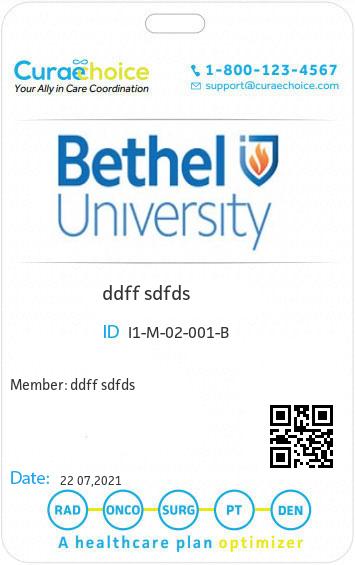 Curaechoice
Your Ally in Care Coordination
1-800-123-4567
support@curaechoice.com
Bethel
University
ddff sdfds
ID I1-M-02-001-B
Member: ddff sdfds
Date: 22 07,2021
RAD ONCO SURG PT DEN
A healthcare plan optimizer